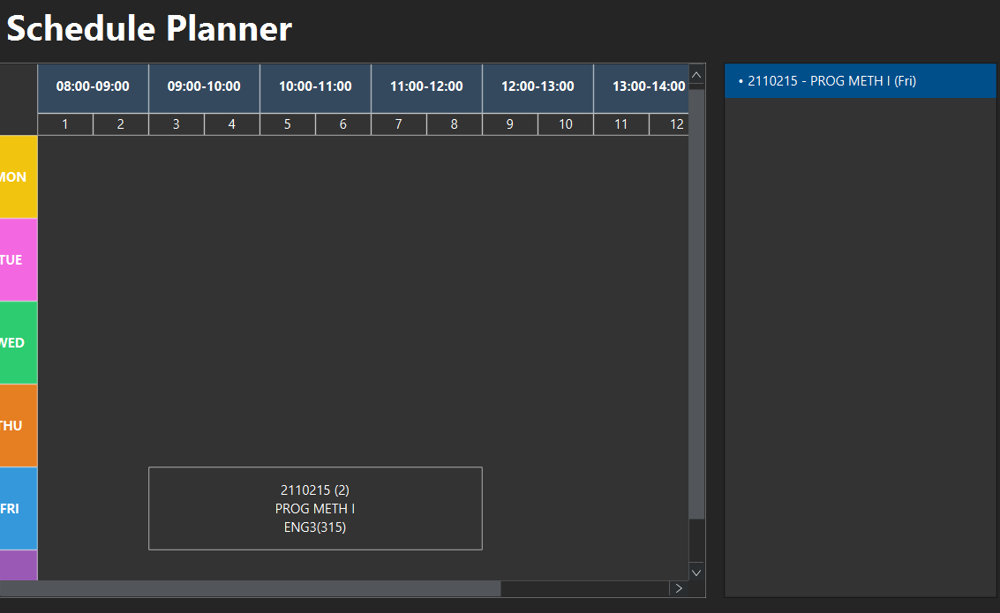 Schedule Planner
08:00-09:00 09:00-10:00 10:00-11:00 11:00-12:00 12:00-13:00 13:00-14:00
1 2 3 4 5 6 7 8 9 10 11 12
• 2110215 - PROG METH I (Fri)
MON
TUE
WED
THU
FRI
2110215 (2)
PROG METH I
ENG3(315)